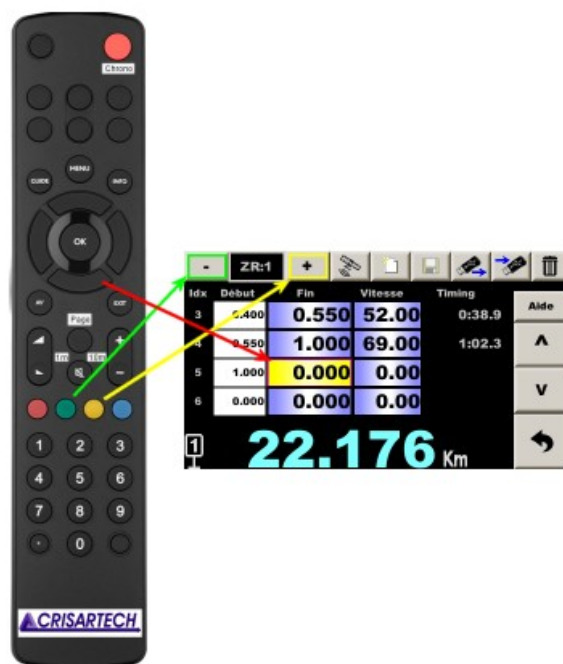 Chrono
MENU
GUIDE
INFO
OK
AV
EXIT
Page
1m
10m
+
-
1
2
3
4
5
6
7
8
9
.
0
ACRISARTECH
- ZR:1 +
Idx Début Fin Vitesse Timing
3 0.400 0.550 52.00 0:38.9
4 0.550 1.000 69.00 1:02.3
5 1.000 0.000 0.00
6 0.000 0.000 0.00
Aide
1 22.176 Km